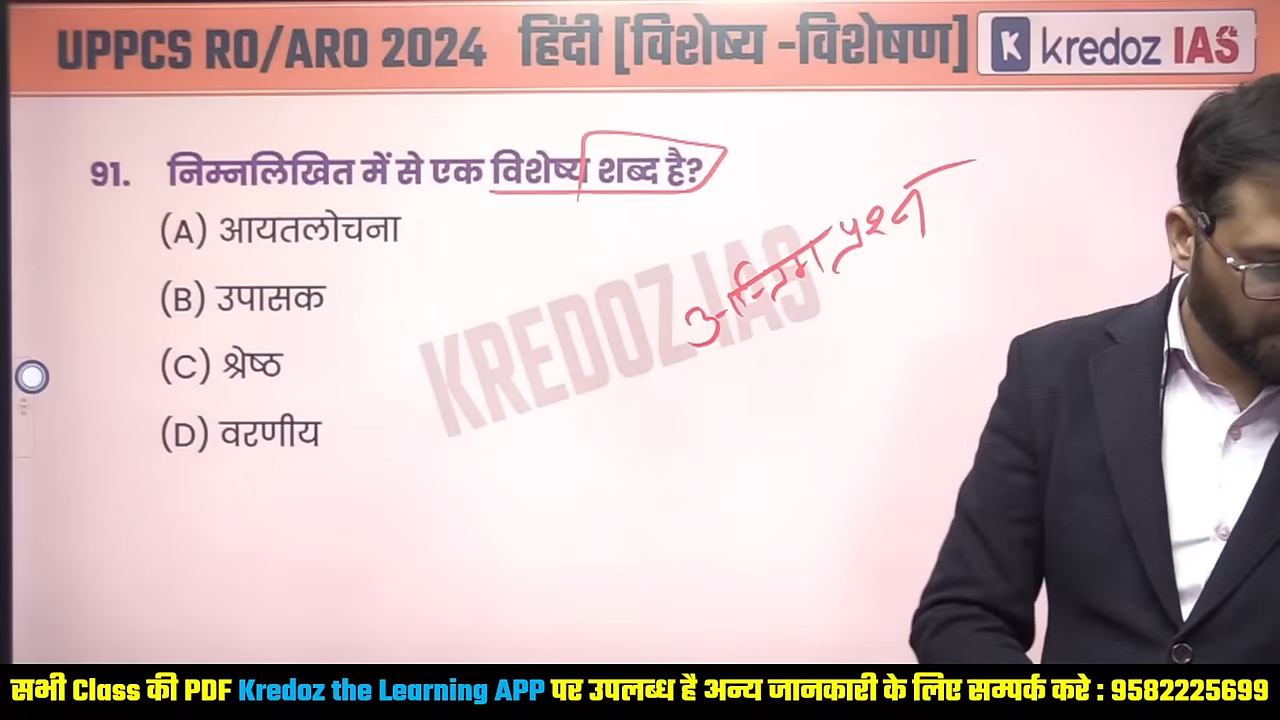 UPPCS RO/ARO 2024 हिंदी [विशेष्य -विशेषण]
kredoz IAS
91. निम्नलिखित में से एक विशेष्य शब्द है?
(A) आयतलोचना
(B) उपासक
(C) श्रेष्ठ
(D) वरणीय
अन्तिम प्रश्न
KREDOZ IAS
सभी Class की PDF Kredoz the Learning APP पर उपलब्ध है अन्य जानकारी के लिए सम्पर्क करे : 9582225699